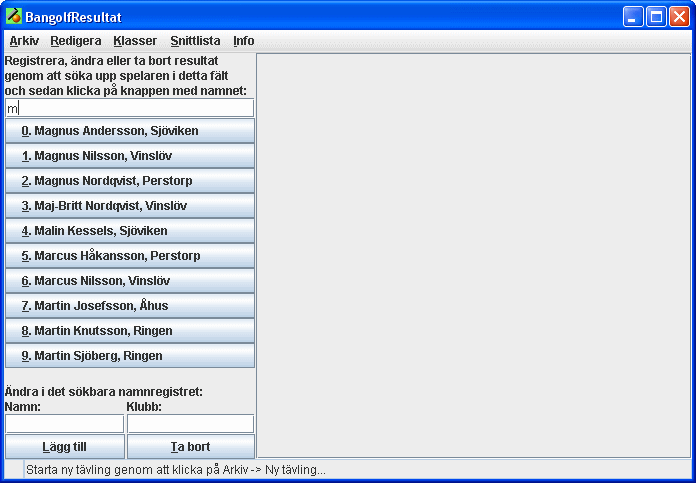 BangolfResultat
Arkiv Redigera Klasser Snittlista Info
Registrera, ändra eller ta bort resultat
genom att söka upp spelaren i detta fält
och sedan klicka på knappen med namnet:
m
0. Magnus Andersson, Sjöviken
1. Magnus Nilsson, Vinslöv
2. Magnus Nordqvist, Perstorp
3. Maj-Britt Nordqvist, Vinslöv
4. Malin Kessels, Sjöviken
5. Marcus Håkansson, Perstorp
6. Marcus Nilsson, Vinslöv
7. Martin Josefsson, Åhus
8. Martin Knutsson, Ringen
9. Martin Sjöberg, Ringen
Ändra i det sökbara namnregistret:
Namn: Klubb:
Lägg till Ta bort
Starta ny tävling genom att klicka på Arkiv -> Ny tävling...